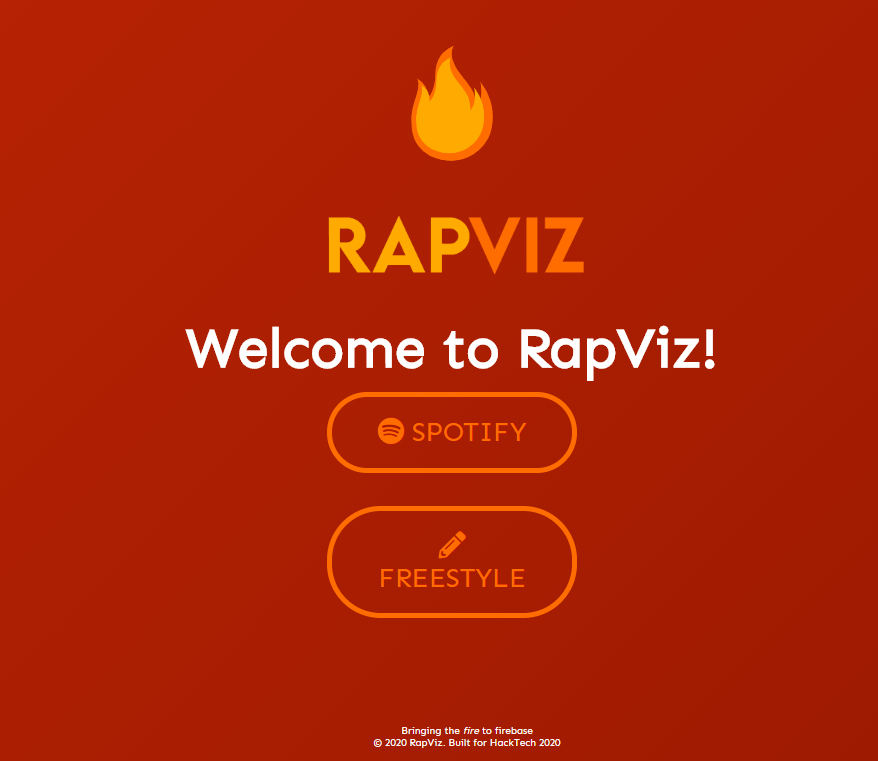 RAPVIZ
Welcome to RapViz!
SPOTIFY
FREESTYLE
Bringing the fire to firebase
© 2020 RapViz. Built for HackTech 2020